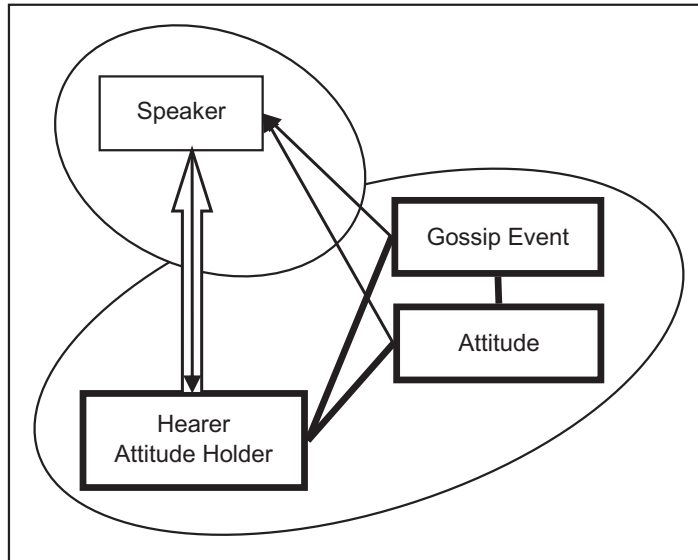 Speaker
Gossip Event
Attitude
Hearer
Attitude Holder